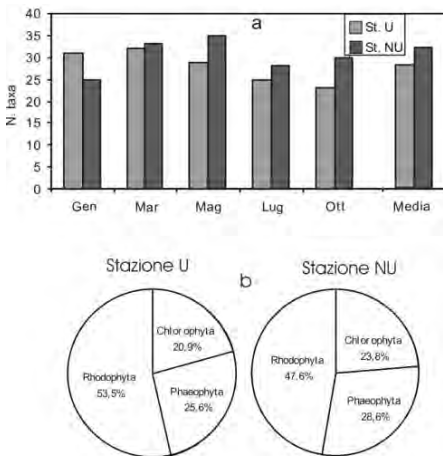 a
St. U
St. NU
N. taxa
40
35
30
25
20
15
10
5
0
Gen Mar Mag Lug Ott Media
b
Stazione U Stazione NU
Chlorophyta
20,9%
Rhodophyta
53,5%
Phaeophyta
25,6%
Chlorophyta
23,8%
Rhodophyta
47,6%
Phaeophyta
28,6%